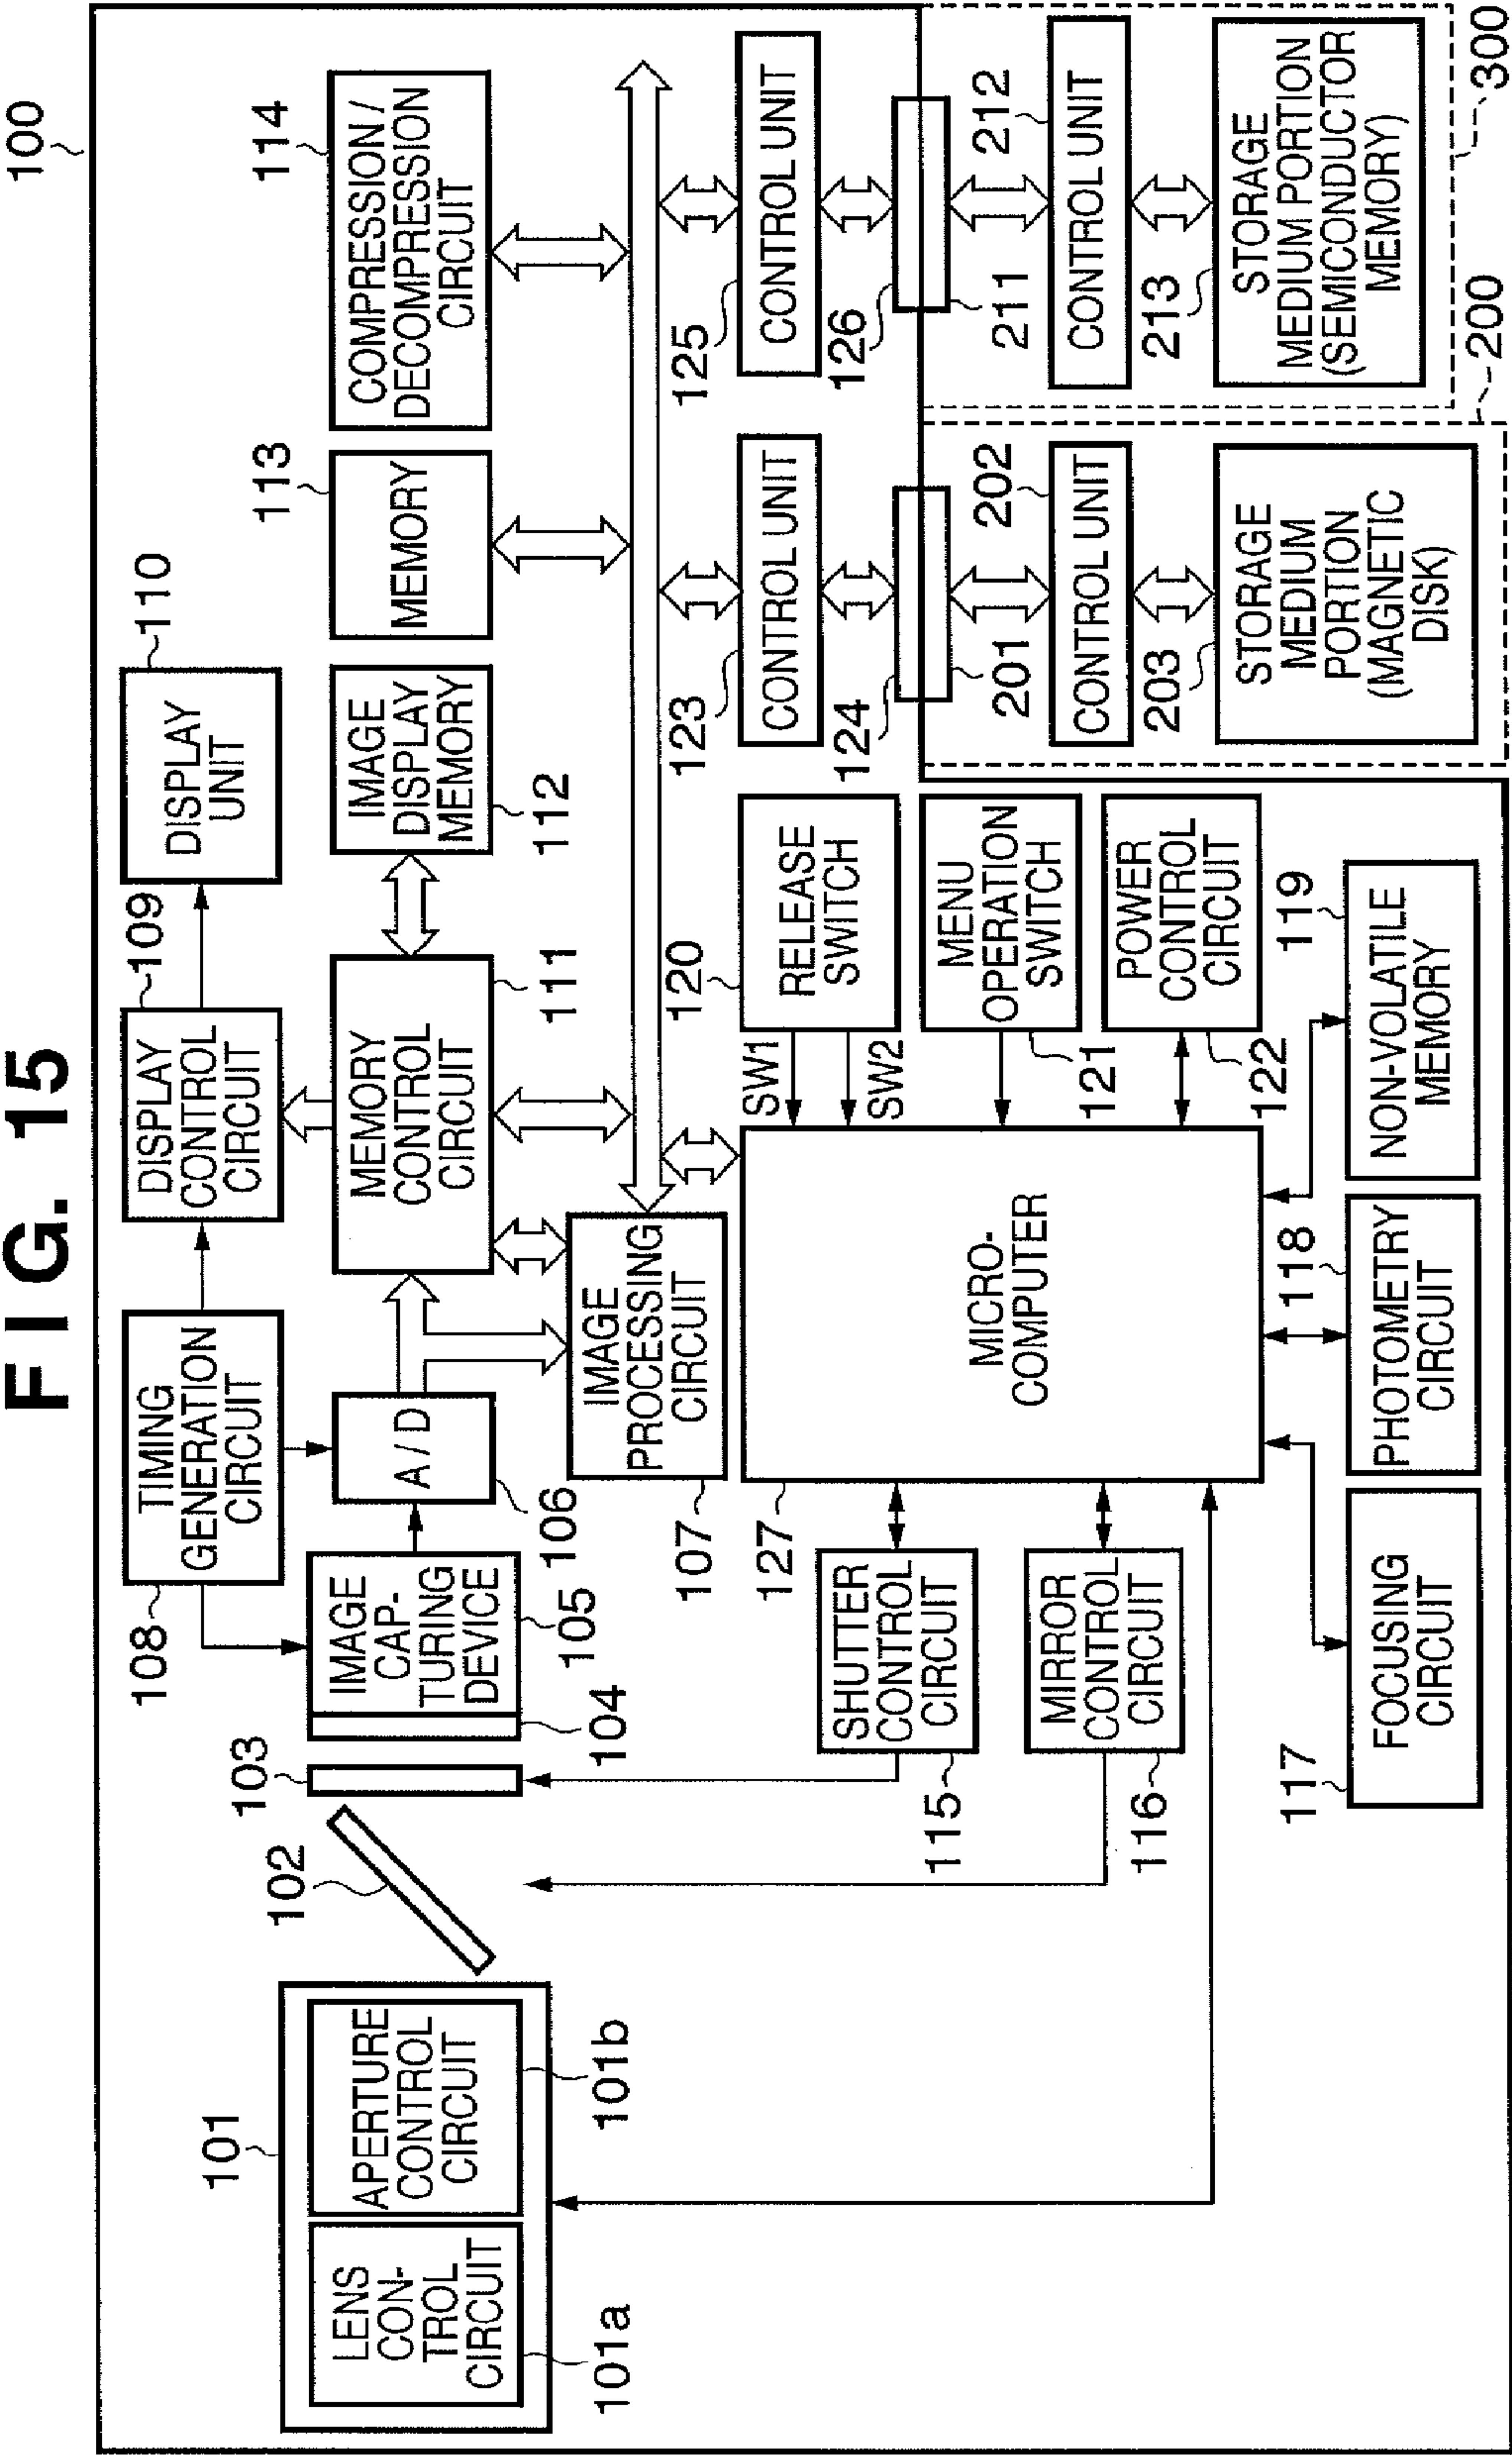 FIG. 15
100
108
TIMING
GENERATION
CIRCUIT
109
DISPLAY
CONTROL
CIRCUIT
110
DISPLAY
UNIT
101
LENS
CON-
TROL
CIRCUIT
101a
APERTURE
CONTROL
CIRCUIT
101b
102
103
104
IMAGE
CAP-
TURING
DEVICE
105
A/D
106
MEMORY
CONTROL
CIRCUIT
111
IMAGE
DISPLAY
MEMORY
112
113
MEMORY
114
COMPRESSION /
DECOMPRESSION
CIRCUIT
IMAGE
PROCESSING
CIRCUIT
107
127
MICRO-
COMPUTER
SHUTTER
CONTROL
CIRCUIT
115
MIRROR
CONTROL
CIRCUIT
116
SW1
SW2
120
RELEASE
SWITCH
MENU
OPERATION
SWITCH
121
POWER
CONTROL
CIRCUIT
122
117
FOCUSING
CIRCUIT
118
PHOTOMETRY
CIRCUIT
119
NON-VOLATILE
MEMORY
123
CONTROL UNIT
124
201
202
CONTROL UNIT
203
STORAGE
MEDIUM
PORTION
(MAGNETIC
DISK)
200
125
CONTROL UNIT
126
211
212
CONTROL UNIT
213
STORAGE
MEDIUM PORTION
(SEMICONDUCTOR
MEMORY)
300